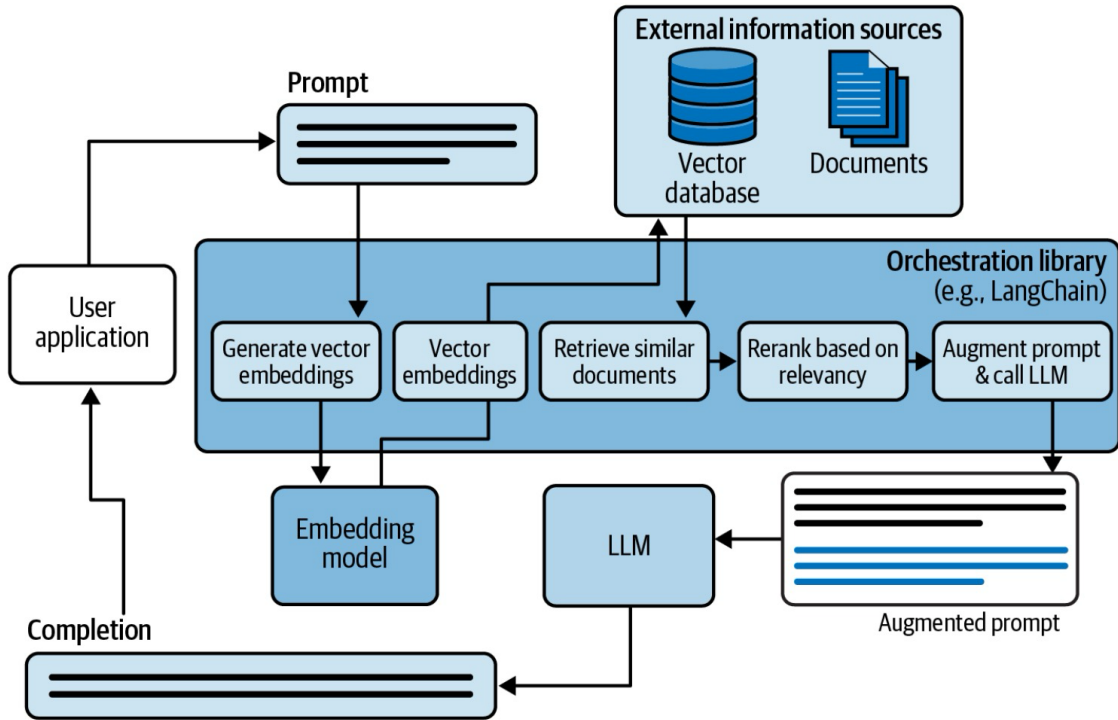 External information sources
Vector
database
Documents
Prompt
User
application
Orchestration library
(e.g., LangChain)
Generate vector
embeddings
Vector
embeddings
Retrieve similar
documents
Rerank based on
relevancy
Augment prompt
& call LLM
Embedding
model
LLM
Augmented prompt
Completion